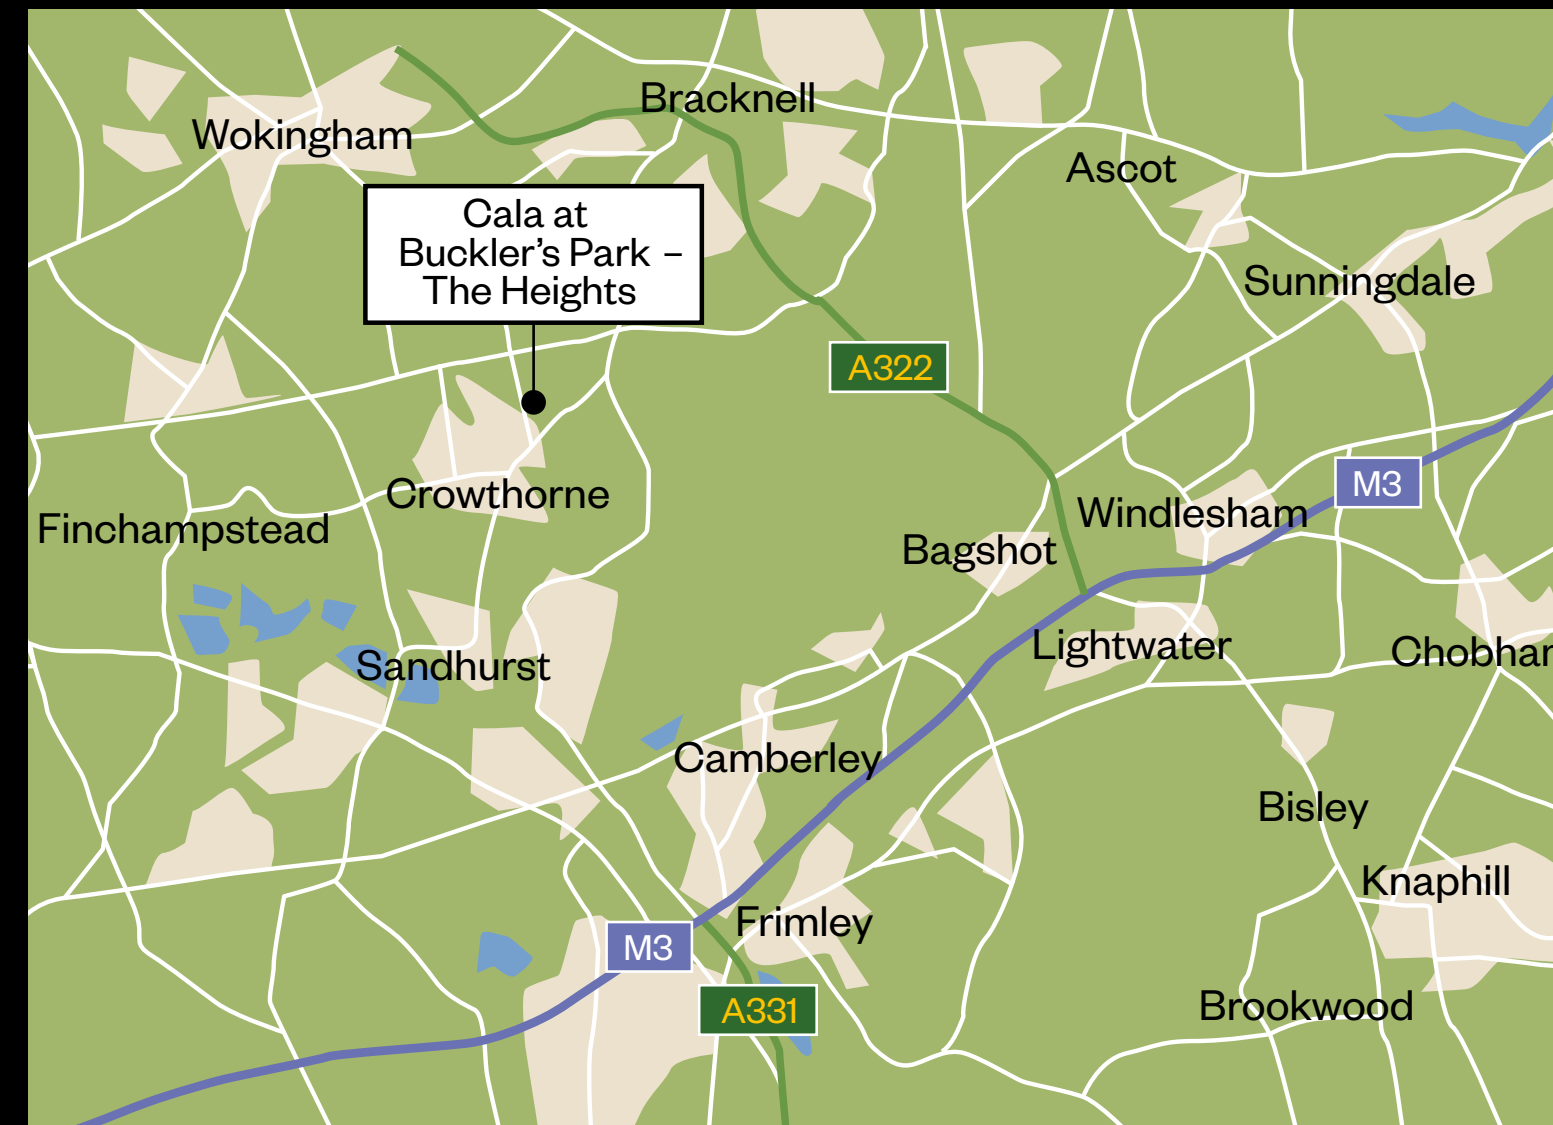 Bracknell
Wokingham
Ascot
Cala at
Buckler's Park –
The Heights
Sunningdale
A322
M3
Crowthorne
Windlesham
Finchampstead
Bagshot
Lightwater
Sandhurst
Chobhar
Camberley
Bisley
Knaphill
Frimley
M3
Brookwood
A331